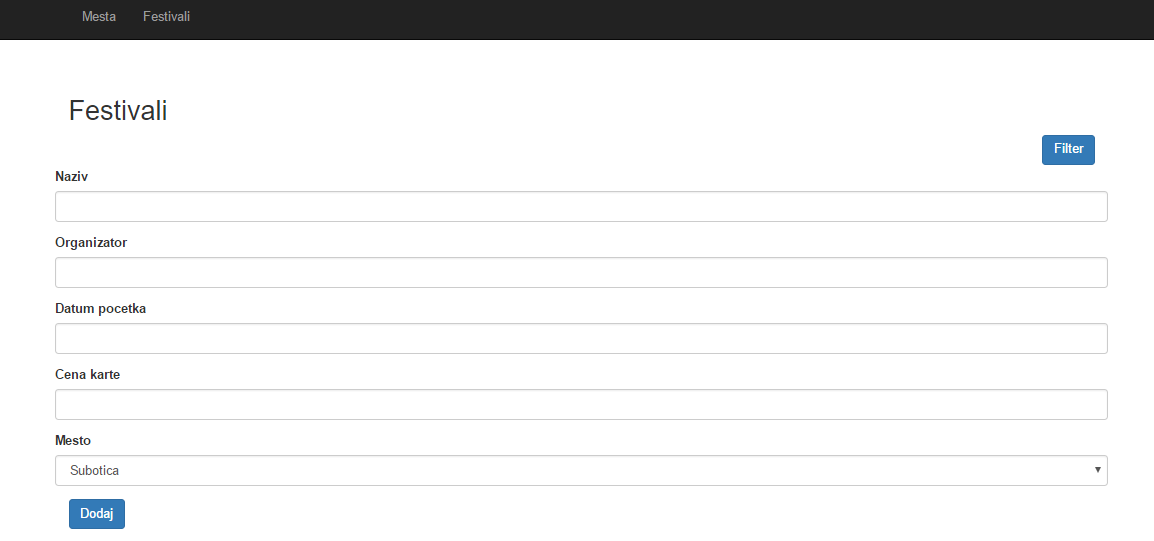 Mesta Festivali
Festivali
Filter
Naziv
Organizator
Datum pocetka
Cena karte
Mesto
Subotica
Dodaj